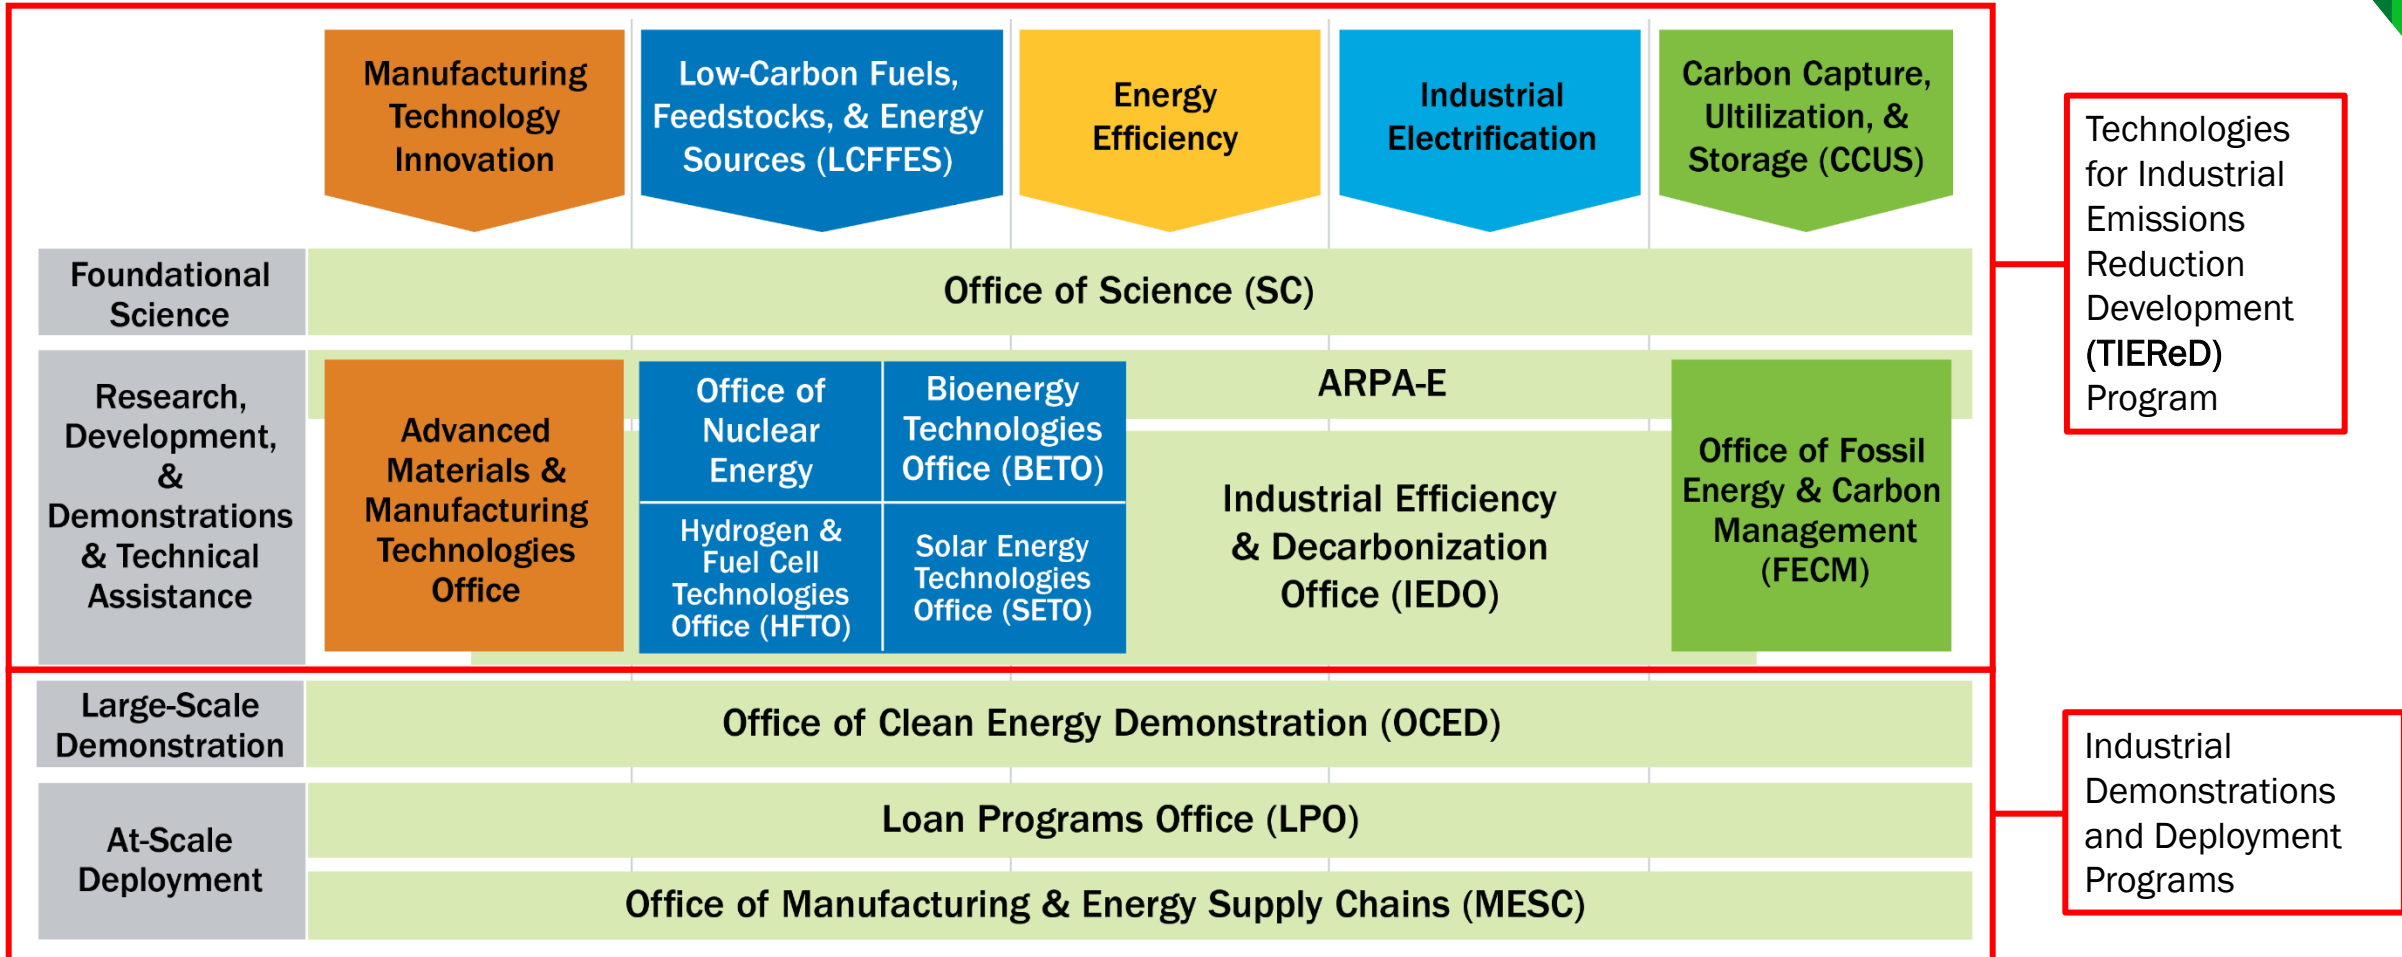 Manufacturing
Technology
Innovation
Low-Carbon Fuels,
Feedstocks, & Energy
Sources (LCFFES)
Energy
Efficiency
Industrial
Electrification
Carbon Capture,
Ultilization, &
Storage (CCUS)
Technologies
for Industrial
Emissions
Reduction
Development
(TIEReD)
Program
Foundational
Science
Office of Science (SC)
Research,
Development,
&
Demonstrations
& Technical
Assistance
Advanced
Materials &
Manufacturing
Technologies
Office
Office of
Nuclear
Energy
Bioenergy
Technologies
Office (BETO)
Hydrogen &
Fuel Cell
Technologies
Office (HFTO)
Solar Energy
Technologies
Office (SETO)
ARPA-E
Industrial Efficiency
& Decarbonization
Office (IEDO)
Office of Fossil
Energy & Carbon
Management
(FECM)
Large-Scale
Demonstration
Office of Clean Energy Demonstration (OCED)
At-Scale
Deployment
Loan Programs Office (LPO)
Office of Manufacturing & Energy Supply Chains (MESC)
Industrial
Demonstrations
and Deployment
Programs